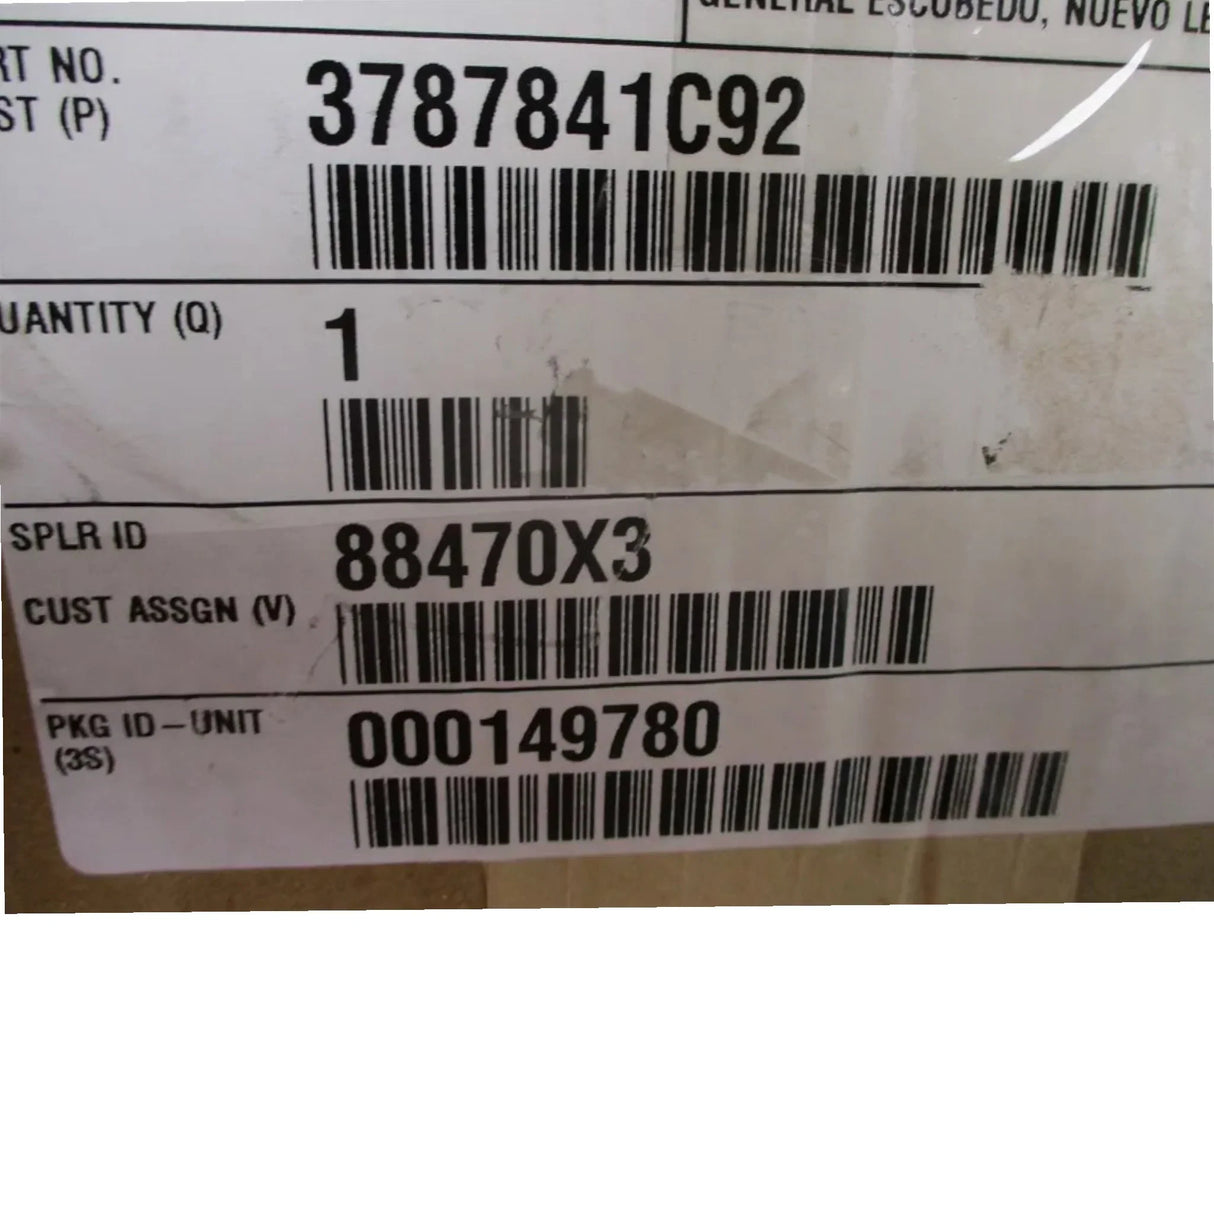 GENERAL ESCOBEDO, NUEVO LE
RT NO. 3787841C92
ST (P)
UANTITY (Q) 1
SPLR ID 88470X3
CUST ASSGN (V)
PKG ID-UNIT 000149780
(3S)